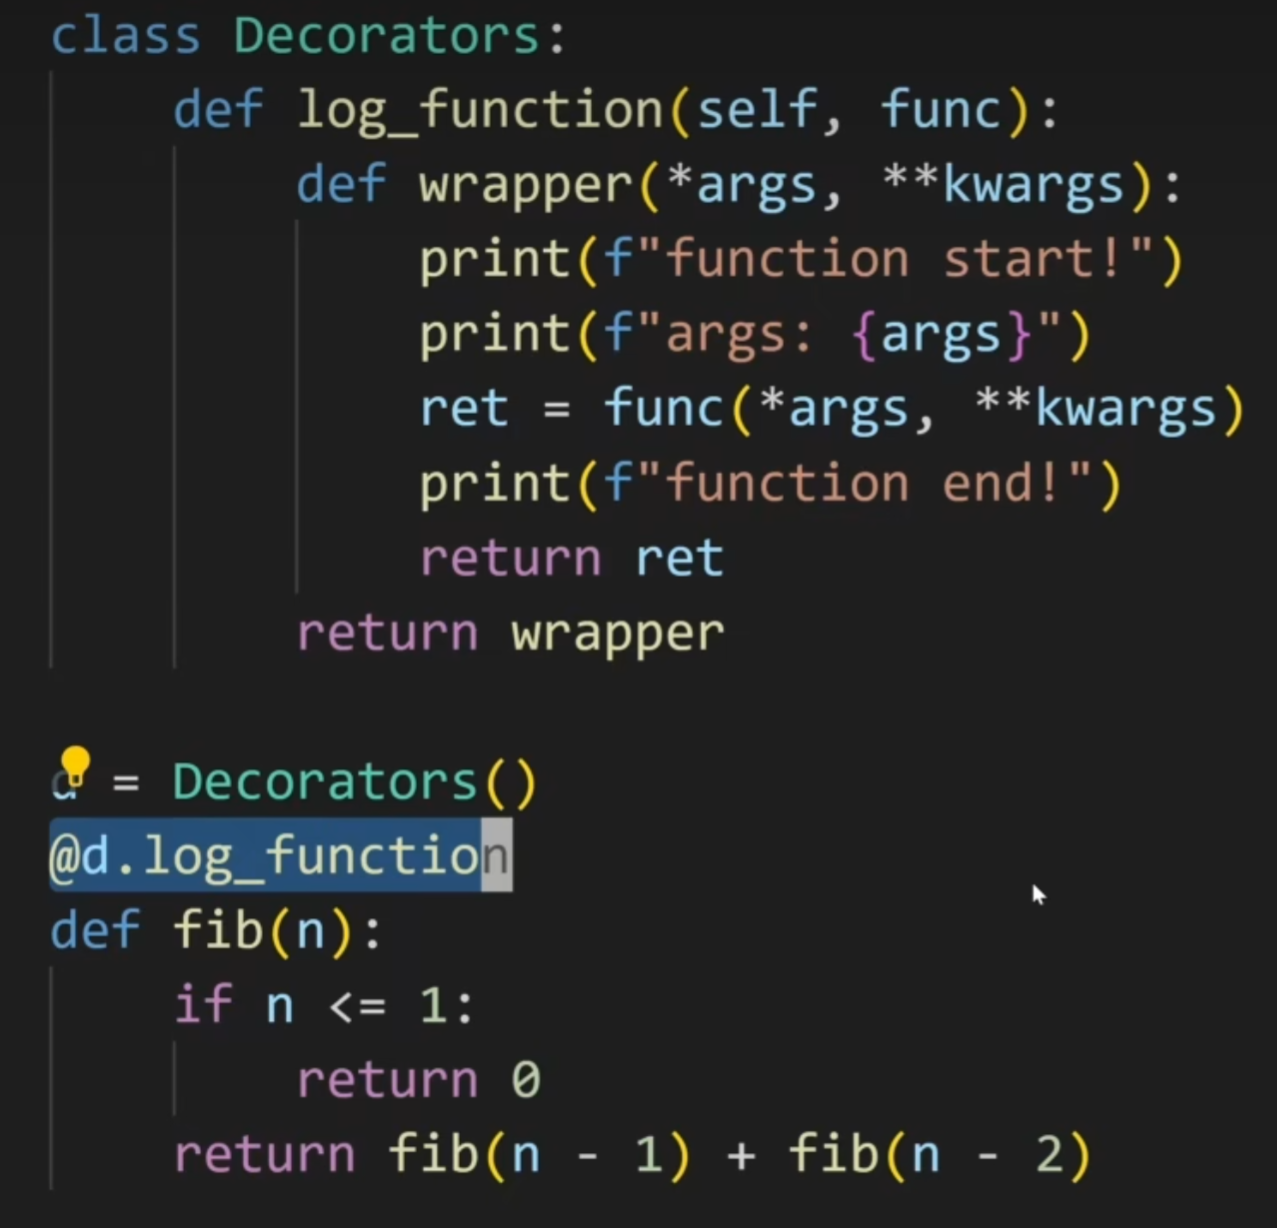 class Decorators:
    def log_function(self, func):
        def wrapper(*args, **kwargs):
            print(f"function start!")
            print(f"args: {args}")
            ret = func(*args, **kwargs)
            print(f"function end!")
            return ret
        return wrapper

d = Decorators()
@d.log_function
def fib(n):
    if n <= 1:
        return 0
    return fib(n - 1) + fib(n - 2)